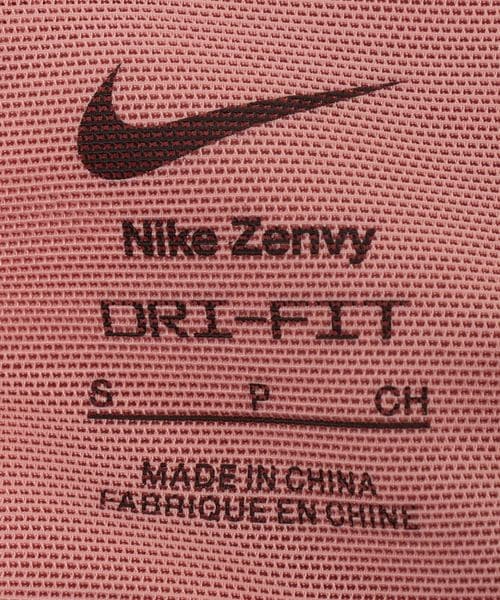 Nike Zenvy
DRI-FIT
S P CH
MADE IN CHINA
FABRIQUE EN CHINE